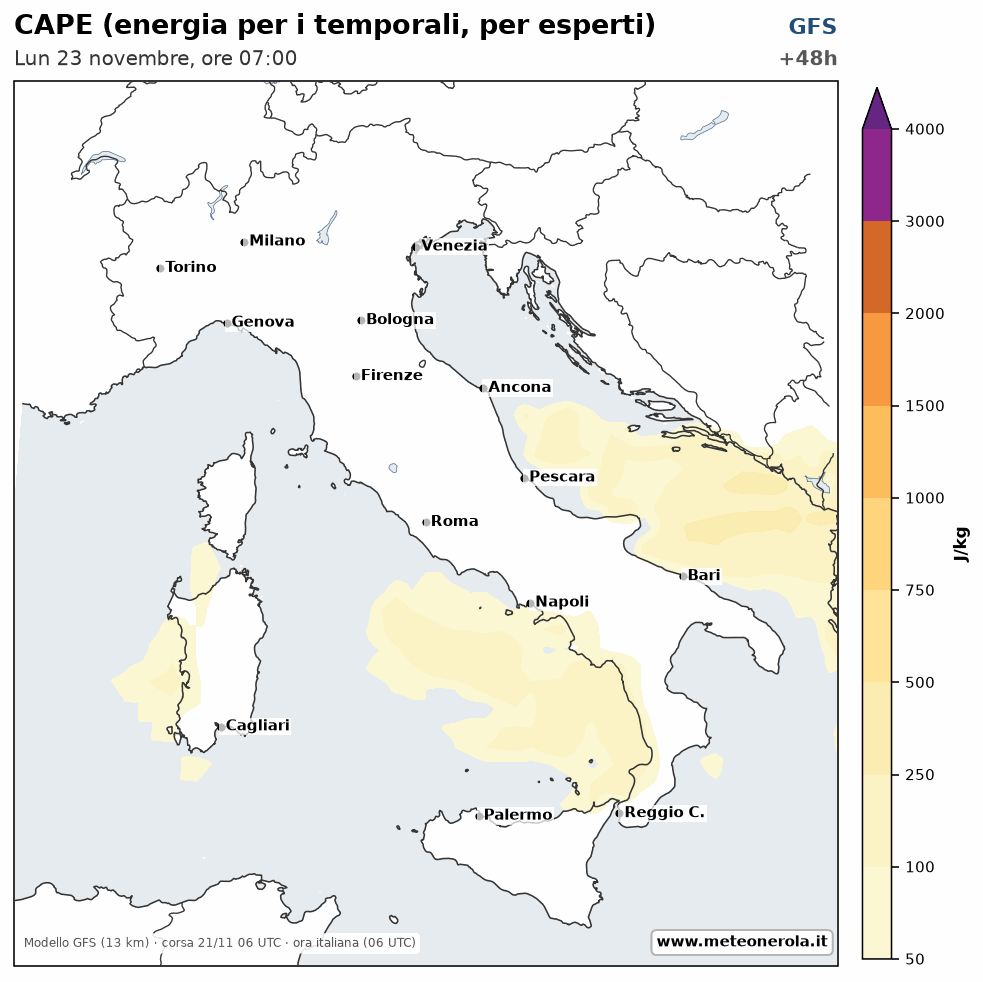 CAPE (energia per i temporali, per esperti)
GFS
Lun 23 novembre, ore 07:00
+48h
Milano
Venezia
Torino
Genova
Bologna
Firenze
Ancona
Pescara
Roma
Bari
Napoli
Cagliari
Palermo
Reggio C.
4000
3000
2000
1500
1000
750
500
250
100
50
J/kg
Modello GFS (13 km) · corsa 21/11 06 UTC · ora italiana (06 UTC)
www.meteonerola.it